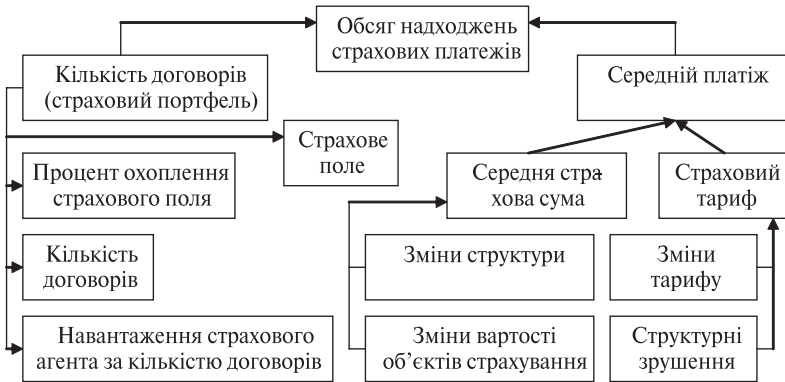 Обсяг надходжень
страхових платежів
Кількість договорів
(страховий портфель)
Середній платіж
Страхове
поле
Процент охоплення
страхового поля
Середня стра-
хова сума
Страховий
тариф
Кількість
договорів
Зміни структури
Зміни
тарифу
Навантаження страхового
агента за кількістю договорів
Зміни вартості
об’єктів страхування
Структурні
зрушення